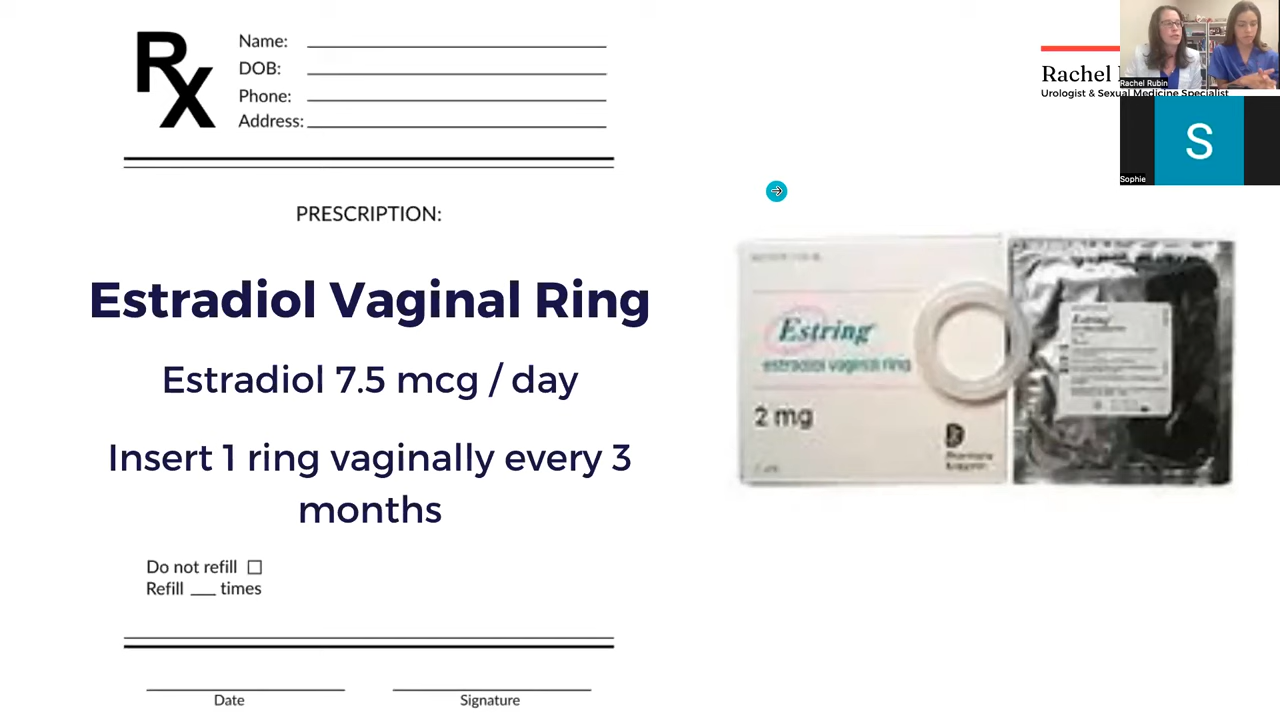 Rx
Name:
DOB:
Phone:
Address:
PRESCRIPTION:
Estradiol Vaginal Ring
Estradiol 7.5 mcg / day
Insert 1 ring vaginally every 3
months
Do not refill
Refill ___ times
Date
Signature
Rachel
Urologist & Sexual Medicine Specialist
Rachel Rubin
S
Sophie
Estring
estradiol vaginal ring
2 mg
Estring